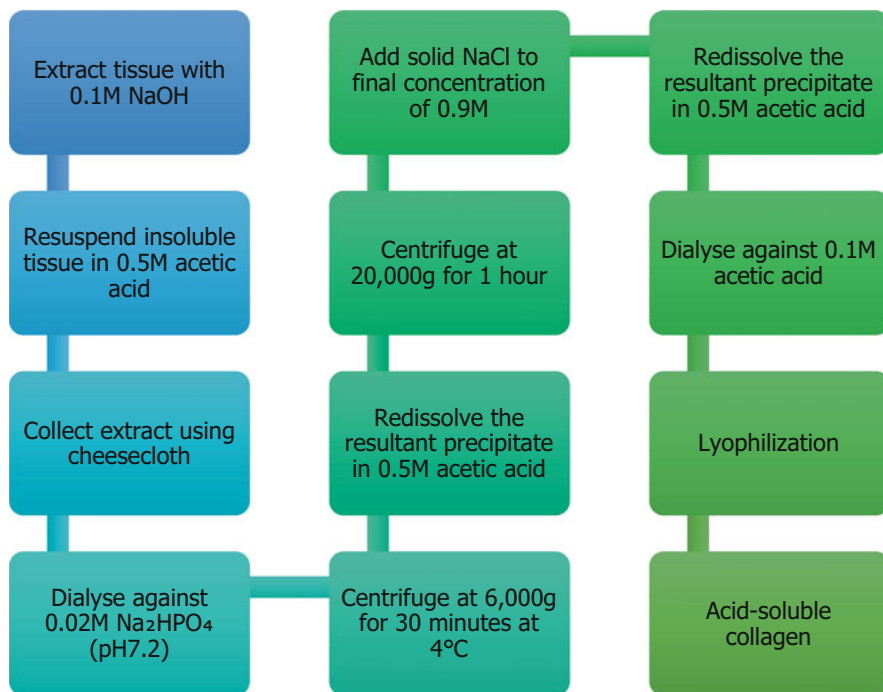 Extract tissue with
0.1M NaOH
Resuspend insoluble
tissue in 0.5M acetic
acid
Collect extract using
cheesecloth
Dialyse against
0.02M Na₂HPO₄
(pH7.2)
Centrifuge at 6,000g
for 30 minutes at
4°C
Redissolve the
resultant precipitate
in 0.5M acetic acid
Centrifuge at
20,000g for 1 hour
Add solid NaCl to
final concentration
of 0.9M
Redissolve the
resultant precipitate
in 0.5M acetic acid
Dialyse against 0.1M
acetic acid
Lyophilization
Acid-soluble
collagen